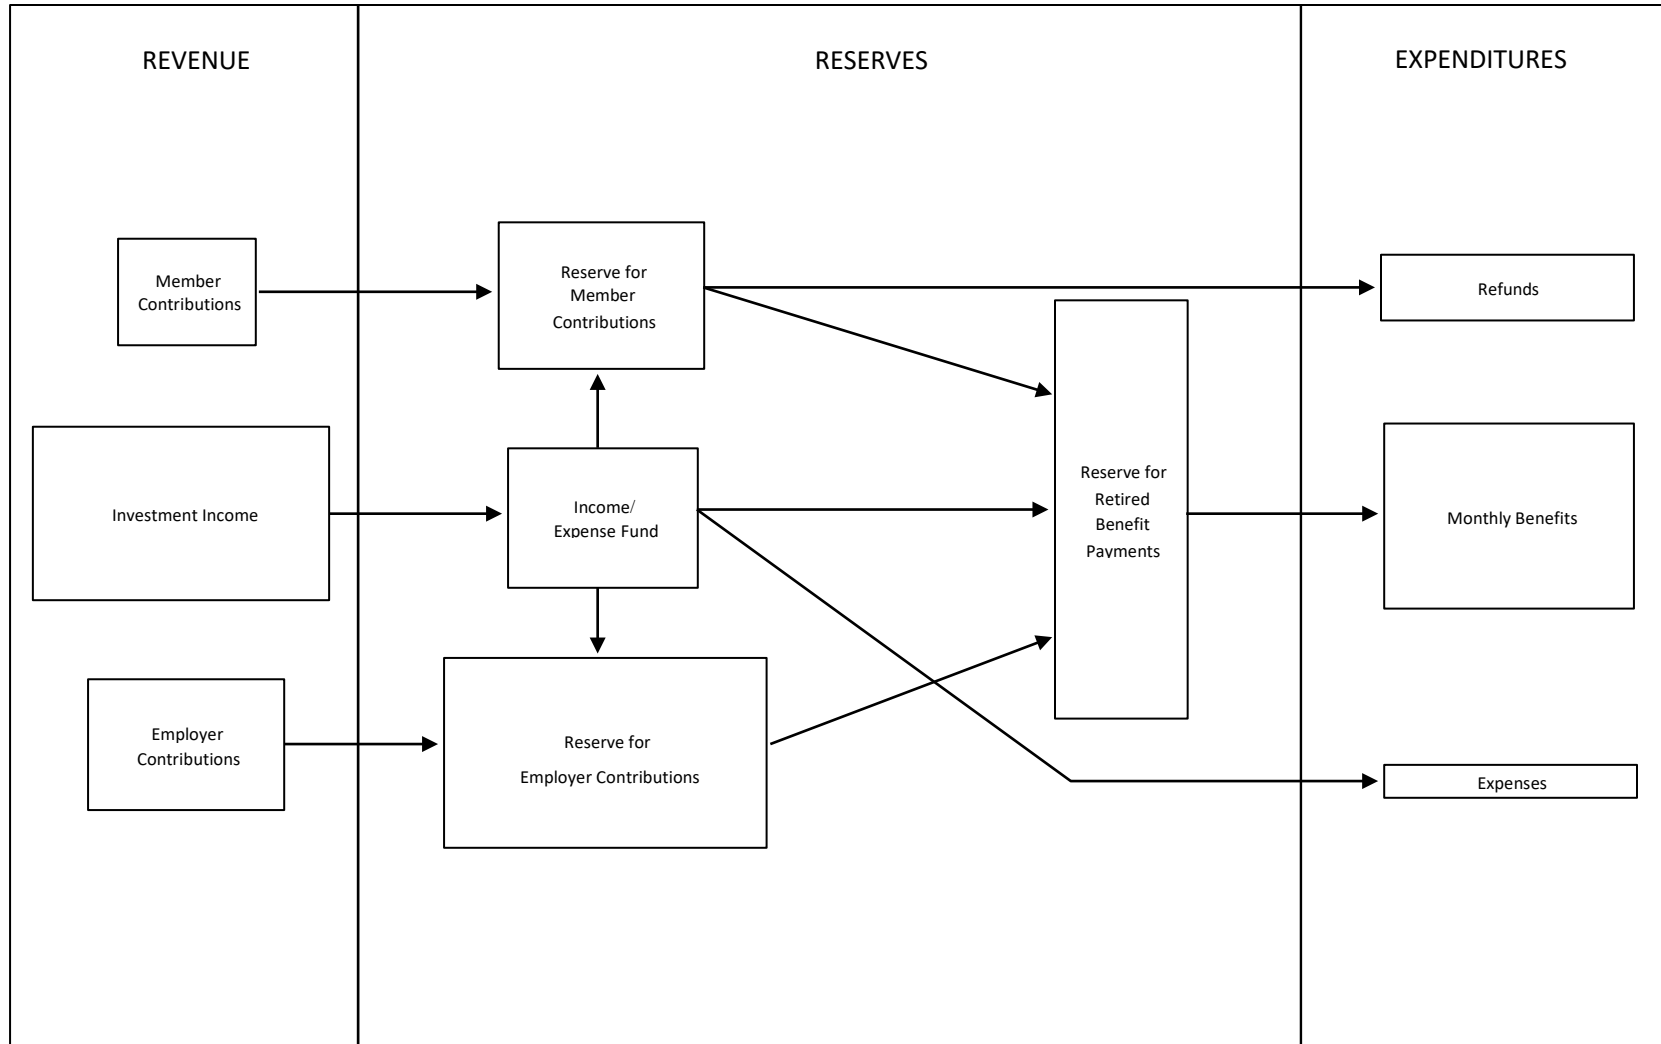 REVENUE
RESERVES
EXPENDITURES
Member
Contributions
Reserve for
Member
Contributions
Refunds
Investment Income
Income/
Expense Fund
Reserve for
Retired
Benefit
Payments
Monthly Benefits
Employer
Contributions
Reserve for
Employer Contributions
Expenses